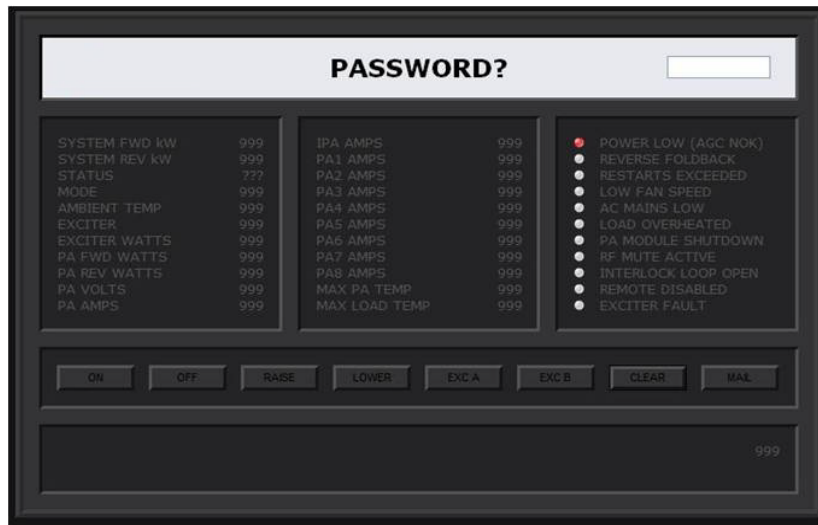 PASSWORD?
SYSTEM FWD kW 999
SYSTEM REV kW 999
STATUS ???
MODE 999
AMBIENT TEMP 999
EXCITER 999
EXCITER WATTS 999
PA FWD WATTS 999
PA REV WATTS 999
PA VOLTS 999
PA AMPS 999
IPA AMPS 999
PA1 AMPS 999
PA2 AMPS 999
PA3 AMPS 999
PA4 AMPS 999
PA5 AMPS 999
PA6 AMPS 999
PA7 AMPS 999
PA8 AMPS 999
MAX PA TEMP 999
MAX LOAD TEMP 999
POWER LOW (AGC NOK)
REVERSE FOLDBACK
RESTARTS EXCEEDED
LOW FAN SPEED
AC MAINS LOW
LOAD OVERHEATED
PA MODULE SHUTDOWN
RF MUTE ACTIVE
INTERLOCK LOOP OPEN
REMOTE DISABLED
EXCITER FAULT
ON OFF RAISE LOWER EXC A EXC B CLEAR MAIL
999